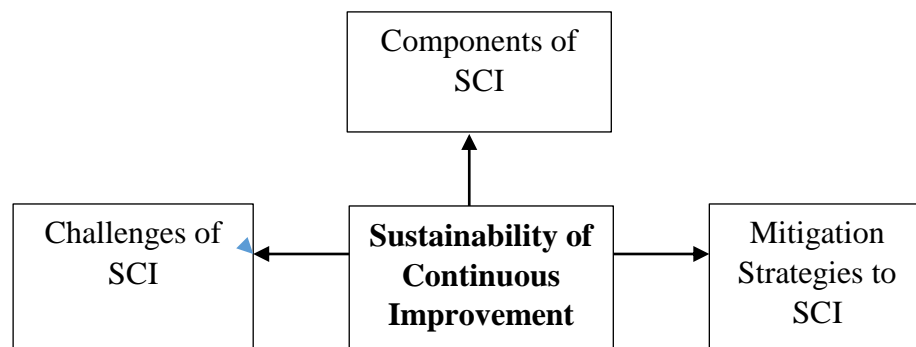 Components of
SCI
Challenges of
SCI
Sustainability of
Continuous
Improvement
Mitigation
Strategies to
SCI